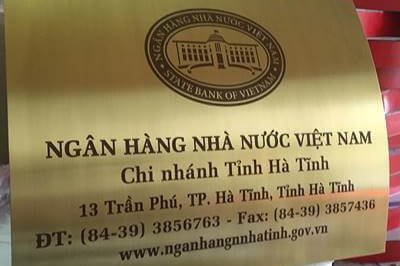 NGÂN HÀNG NHÀ NƯỚC VIỆT NAM
STATE BANK OF VIETNAM
NGÂN HÀNG NHÀ NƯỚC VIỆT NAM
Chi nhánh Tỉnh Hà Tĩnh
13 Trần Phú, TP. Hà Tĩnh, Tỉnh Hà Tĩnh
ĐT: (84-39) 3856763 - Fax: (84-39) 3857436
www.nganhangnnhatinh.gov.vn